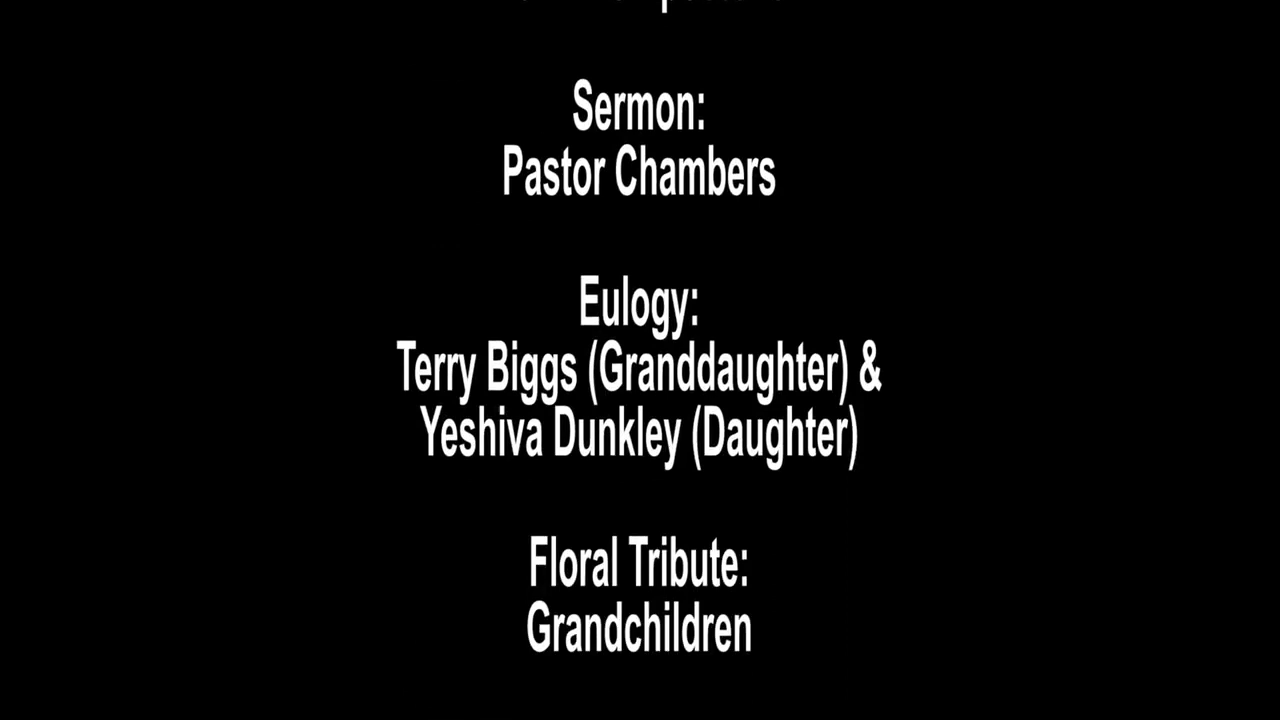 Sermon:
Pastor Chambers
Eulogy:
Terry Biggs (Granddaughter) &
Yeshiva Dunkley (Daughter)
Floral Tribute:
Grandchildren